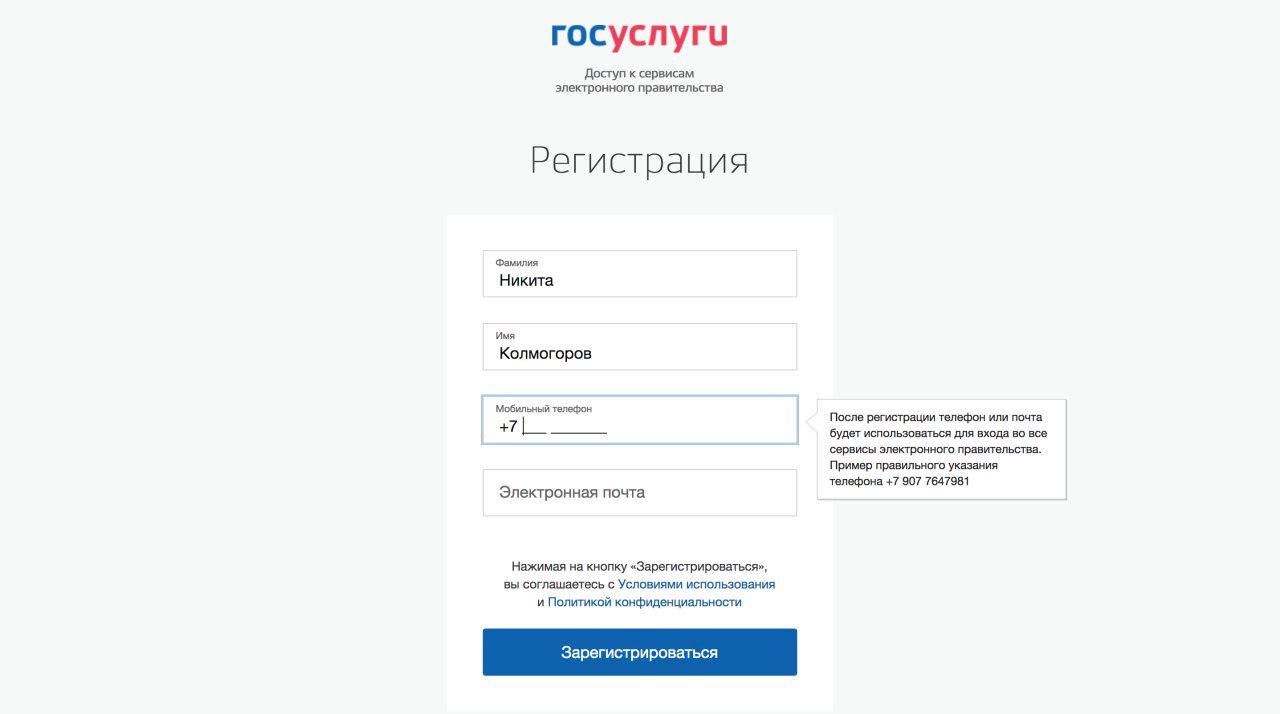 госуслуги
Доступ к сервисам
электронного правительства
Регистрация
Фамилия
Никита
Имя
Колмогоров
Мобильный телефон
+7 ___ _______
После регистрации телефон или почта
будет использоваться для входа во все
сервисы электронного правительства.
Пример правильного указания
телефона +7 907 7647981
Электронная почта
Нажимая на кнопку «Зарегистрироваться»,
вы соглашаетесь с Условиями использования
и Политикой конфиденциальности
Зарегистрироваться